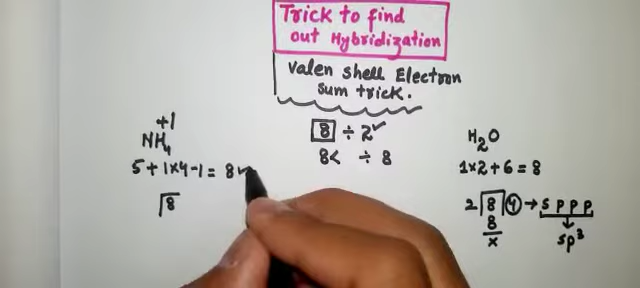 Trick to find
out Hybridization
Valen shell Electron
sum trick.
8 ÷ 2✓
8< ÷ 8
+1
NH₄
5+1×4-1 = 8✓
8
H₂O
1×2+6=8
2 8 4 → s p p p
8
x
sp³